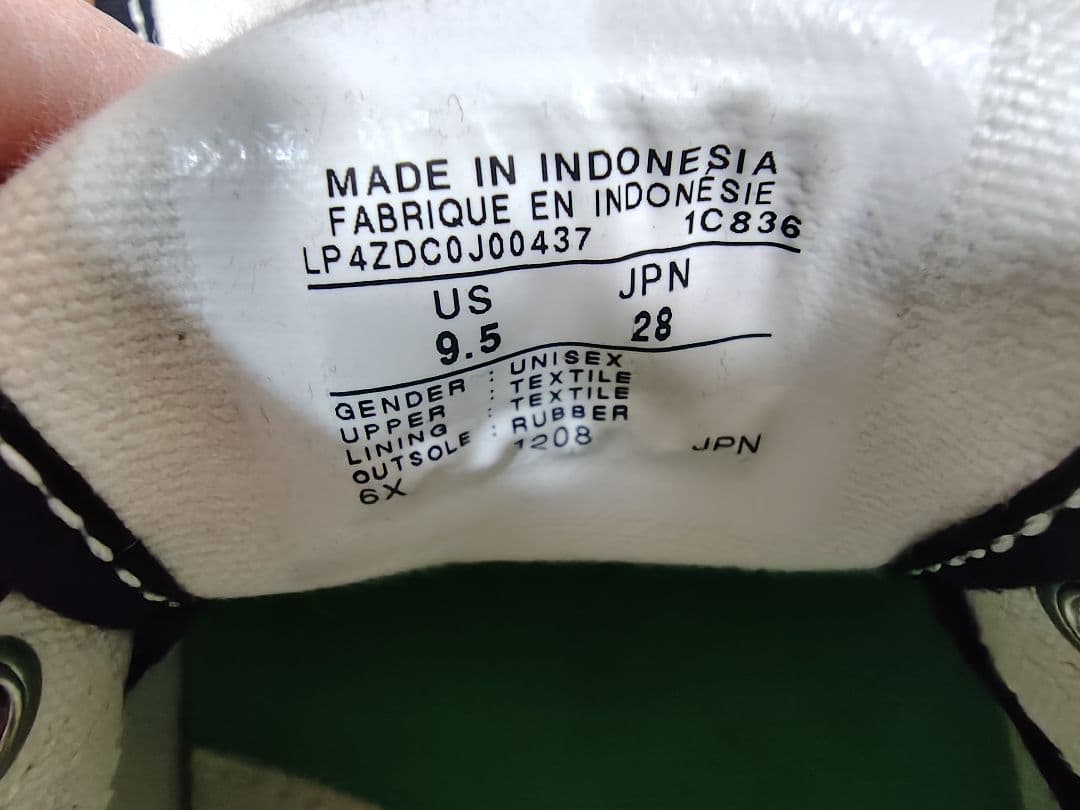 MADE IN INDONESIA
FABRIQUE EN INDONÉSIE
LP4ZDC0J00437 1C836
US JPN
9.5 28
GENDER : UNISEX
UPPER : TEXTILE
LINING : TEXTILE
OUTSOLE : RUBBER
6X 1208 JPN